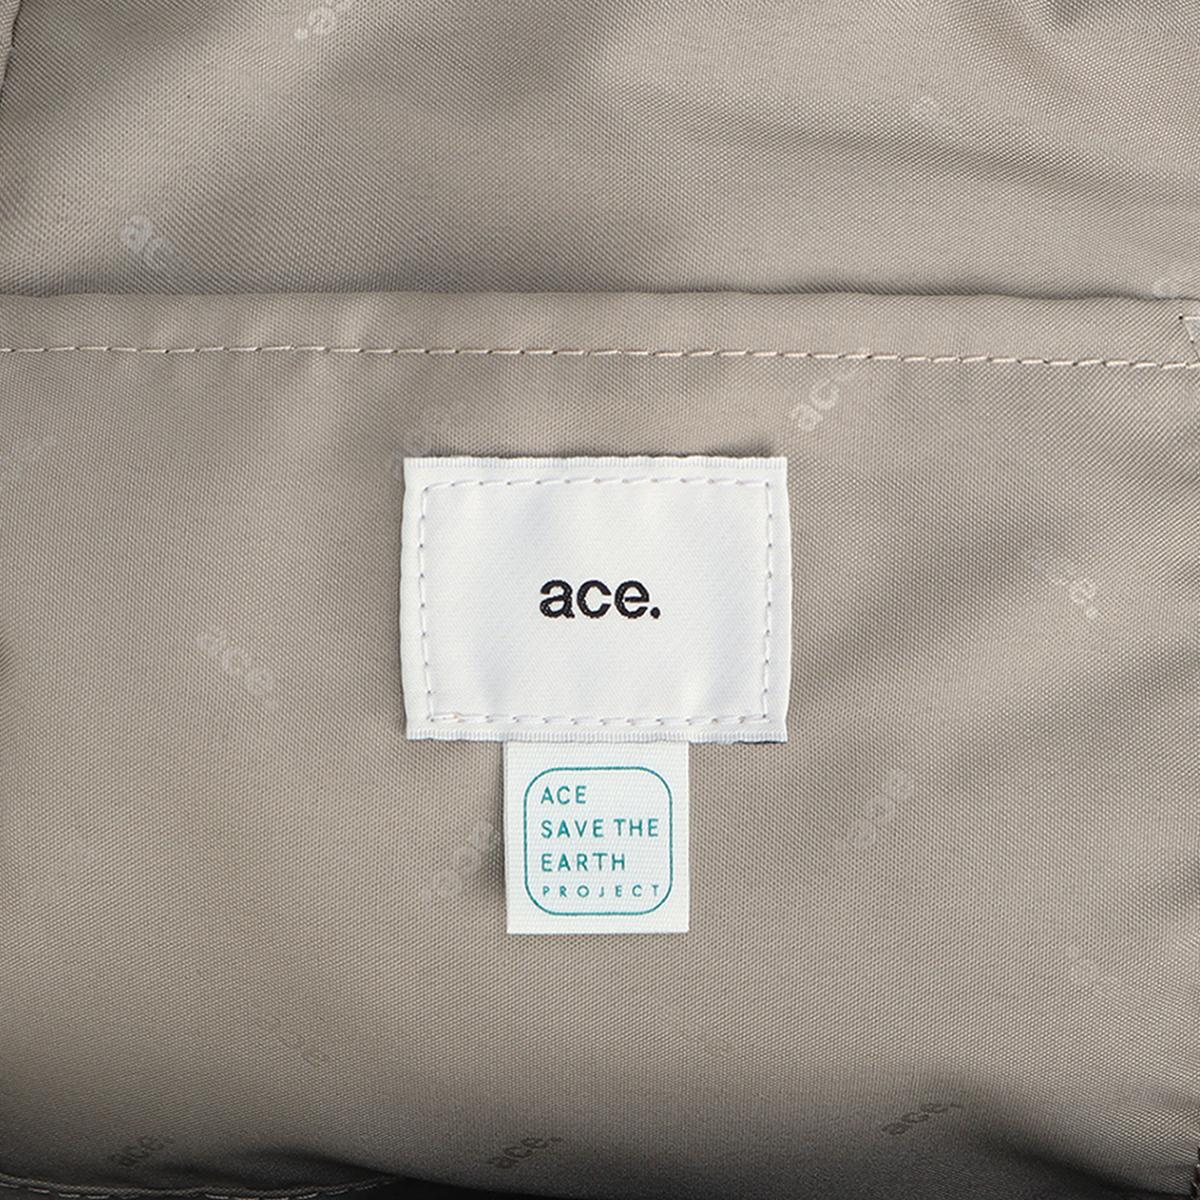 ace.
ACE
SAVE THE
EARTH
PROJECT